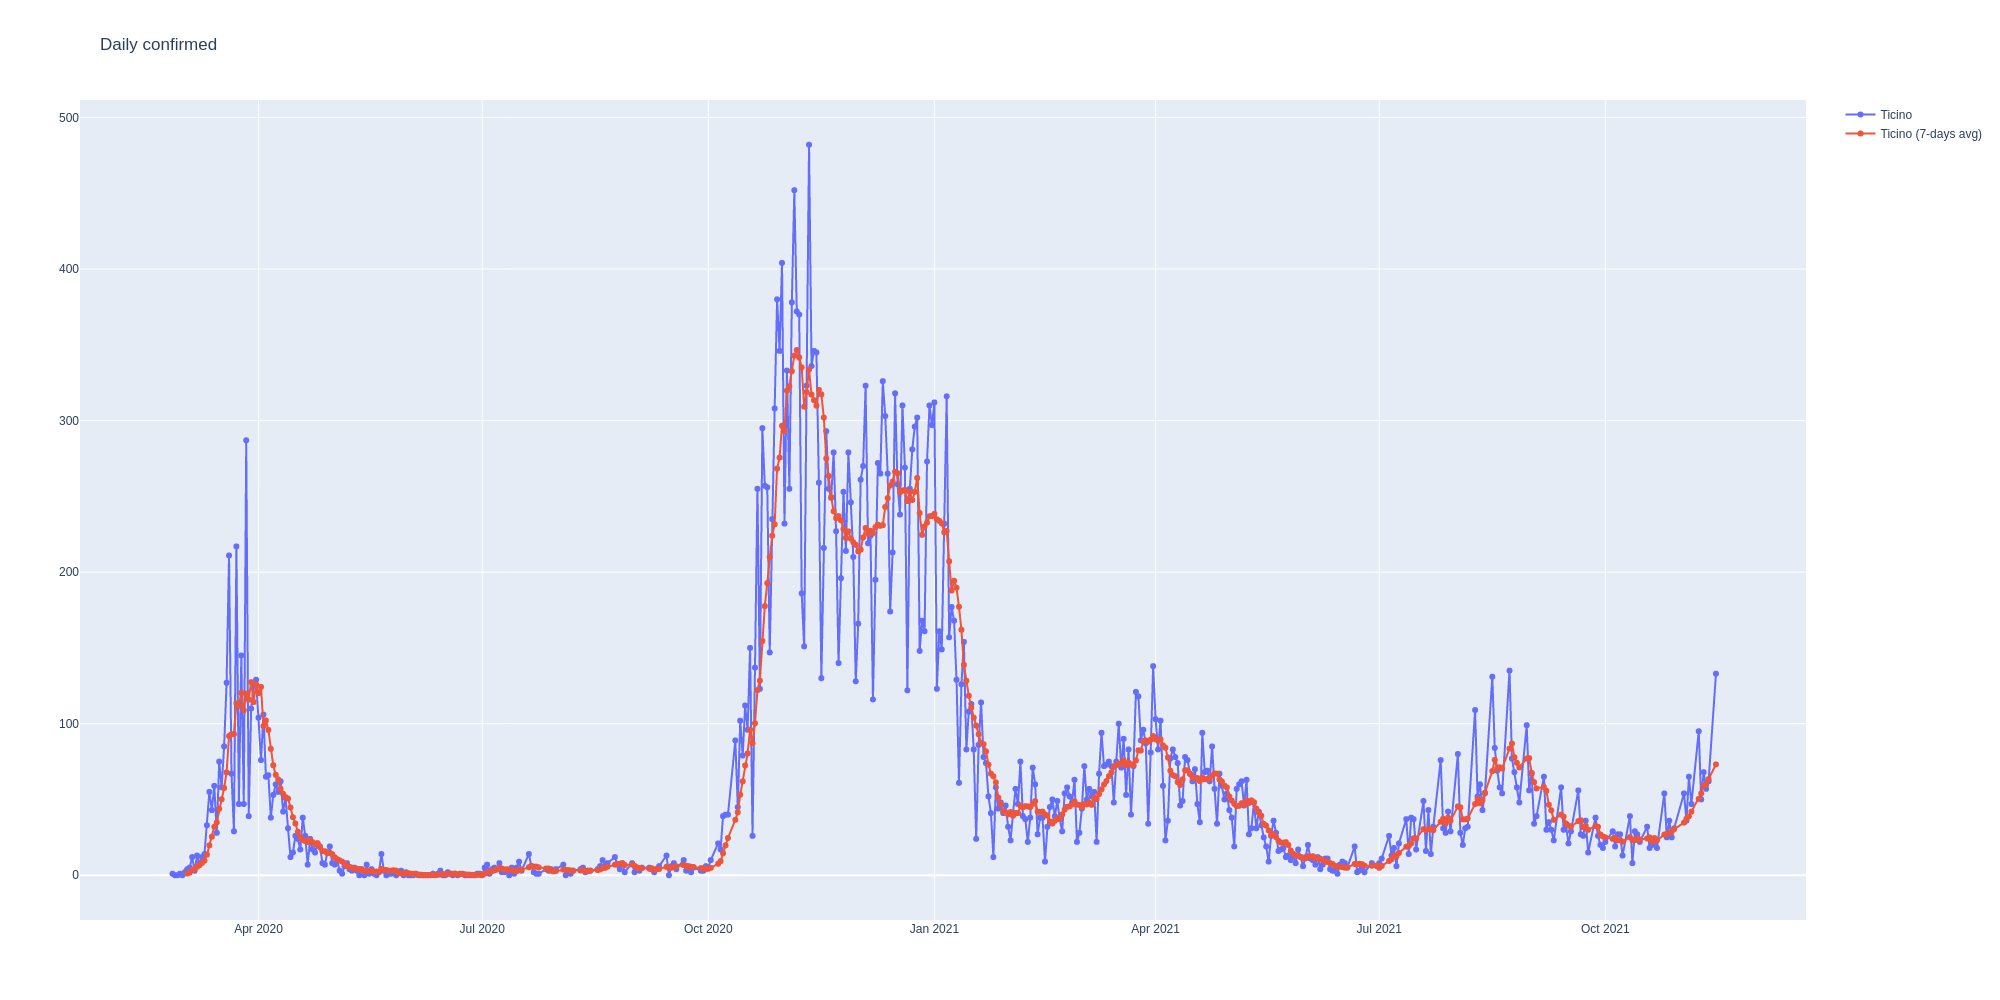 Daily confirmed
Ticino
Ticino (7-days avg)
500
400
300
200
100
0
Apr 2020
Jul 2020
Oct 2020
Jan 2021
Apr 2021
Jul 2021
Oct 2021